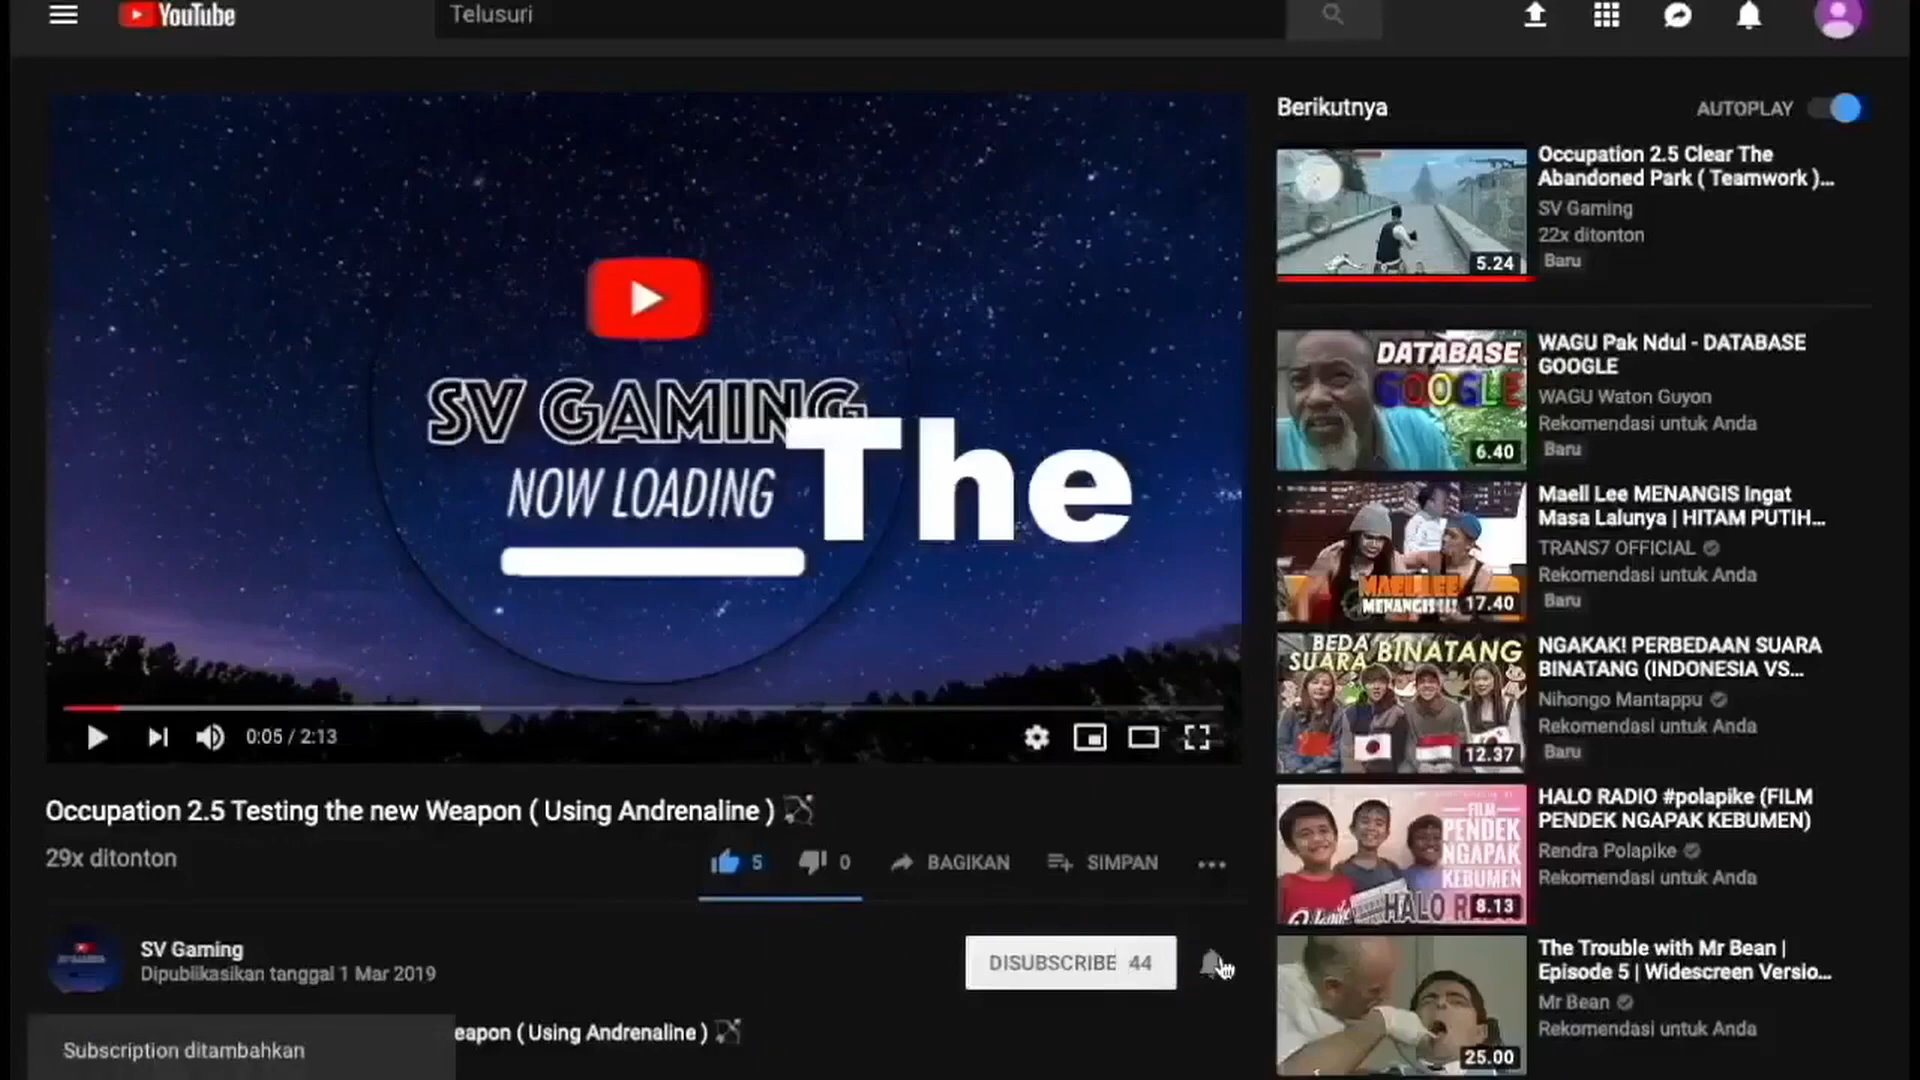 YouTube
Telusuri
SV GAMING
NOW LOADING
The
0:05 / 2:13
Occupation 2.5 Testing the new Weapon ( Using Andrenaline )
29x ditonton
5
0
BAGIKAN
SIMPAN
SV Gaming
Dipublikasikan tanggal 1 Mar 2019
DISUBSCRIBE 44
eapon ( Using Andrenaline )
Subscription ditambahkan
Berikutnya
AUTOPLAY
5.24
Occupation 2.5 Clear The
Abandoned Park ( Teamwork )...
SV Gaming
22x ditonton
Baru
DATABASE
GOOGLE
6.40
WAGU Pak Ndul - DATABASE
GOOGLE
WAGU Waton Guyon
Rekomendasi untuk Anda
Baru
MAELL LEE
MENANGIS!!!
17.40
Maell Lee MENANGIS Ingat
Masa Lalunya | HITAM PUTIH...
TRANS7 OFFICIAL
Rekomendasi untuk Anda
Baru
BEDA
SUARA BINATANG
12.37
NGAKAK! PERBEDAAN SUARA
BINATANG (INDONESIA VS...
Nihongo Mantappu
Rekomendasi untuk Anda
Baru
FILM
PENDEK
NGAPAK
KEBUMEN
HALO R
8.13
HALO RADIO #polapike (FILM
PENDEK NGAPAK KEBUMEN)
Rendra Polapike
Rekomendasi untuk Anda
25.00
The Trouble with Mr Bean |
Episode 5 | Widescreen Versio...
Mr Bean
Rekomendasi untuk Anda